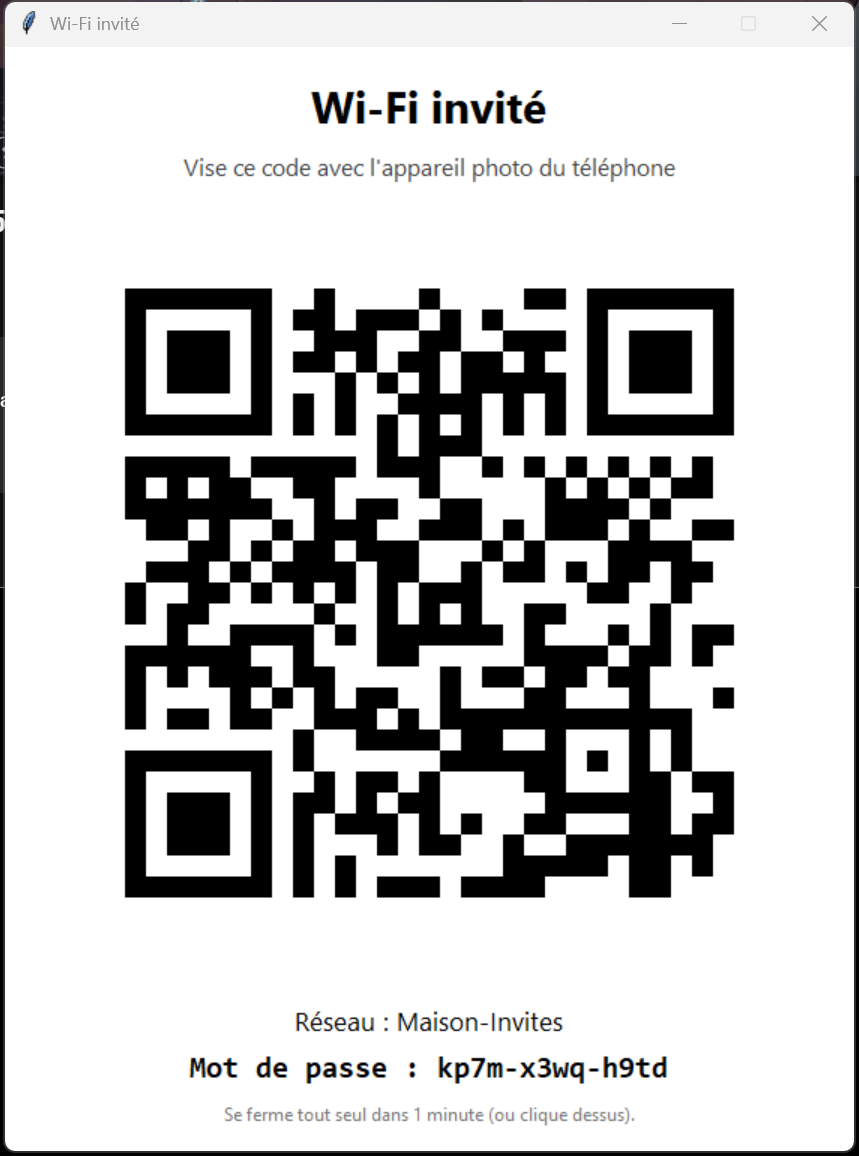 Wi-Fi invité
Wi-Fi invité
Vise ce code avec l'appareil photo du téléphone
Réseau : Maison-Invites
Mot de passe : kp7m-x3wq-h9td
Se ferme tout seul dans 1 minute (ou clique dessus).